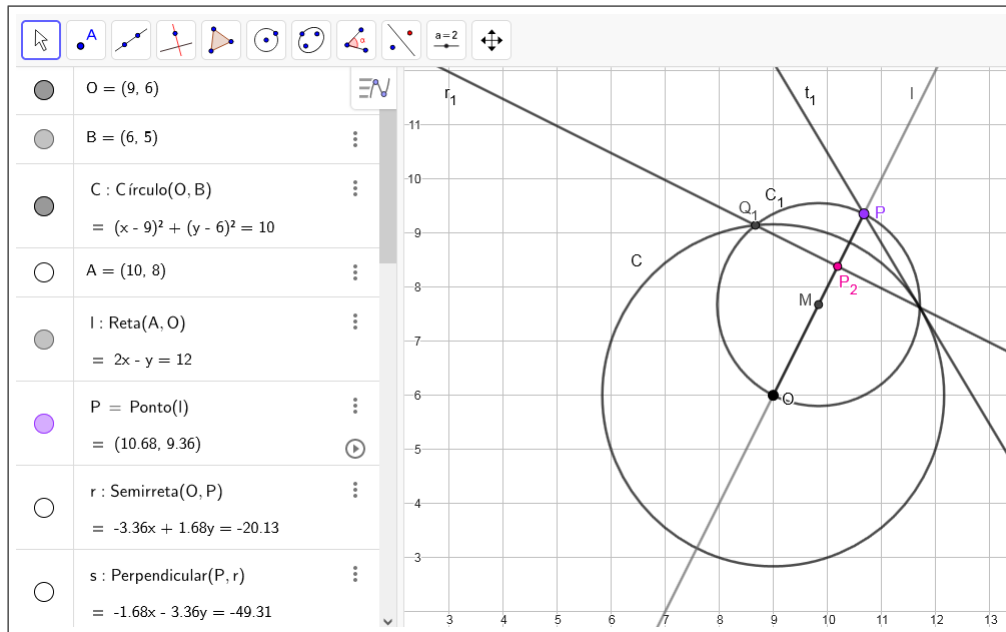 A
α
a=2
O = (9, 6)
B = (6, 5)
C : Círculo(O, B)
= (x - 9)² + (y - 6)² = 10
A = (10, 8)
l : Reta(A, O)
= 2x - y = 12
P = Ponto(l)
= (10.68, 9.36)
r : Semirreta(O, P)
= -3.36x + 1.68y = -20.13
s : Perpendicular(P, r)
= -1.68x - 3.36y = -49.31
r₁
t₁
l
11
10
C₁
Q₁
P
9
C
P₂
8
M
7
6
O
5
4
3
3 4 5 6 7 8 9 10 11 12 13